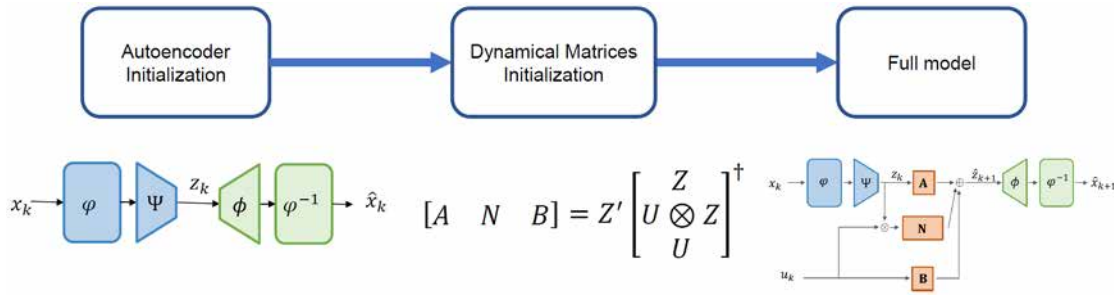 Autoencoder
Initialization
Dynamical Matrices
Initialization
Full model
x_k φ Ψ z_k ϕ φ^{-1} x̂_k
[A N B] = Z' [Z
U ⊗ Z
U]^†
x_k φ Ψ z_k A ⊕ ẑ_{k+1} ϕ φ^{-1} x̂_{k+1}
⊗ N
u_k B